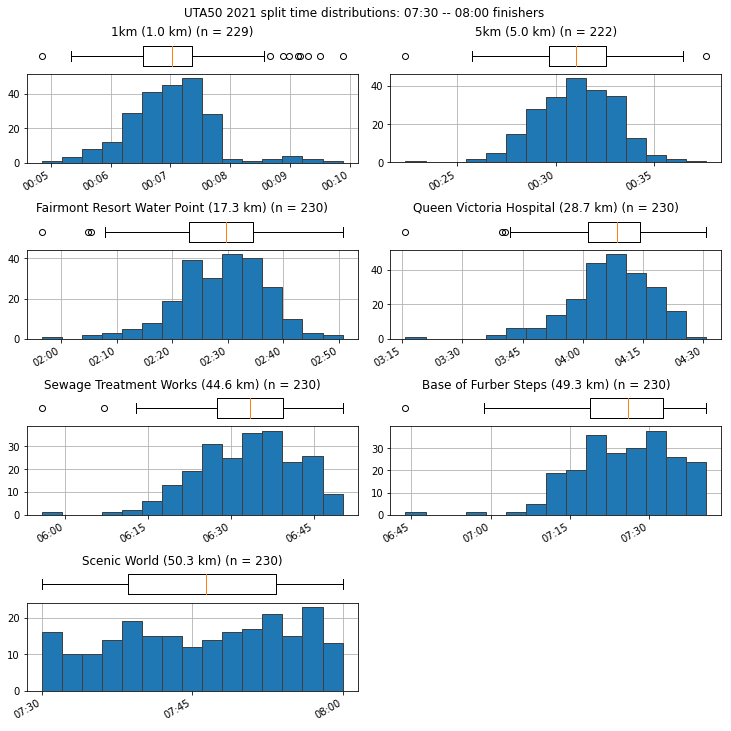 UTA50 2021 split time distributions: 07:30 -- 08:00 finishers
1km (1.0 km) (n = 229)
40
20
0
00:05 00:06 00:07 00:08 00:09 00:10
5km (5.0 km) (n = 222)
40
20
0
00:25 00:30 00:35
Fairmont Resort Water Point (17.3 km) (n = 230)
40
20
0
02:00 02:10 02:20 02:30 02:40 02:50
Queen Victoria Hospital (28.7 km) (n = 230)
40
20
0
03:15 03:30 03:45 04:00 04:15 04:30
Sewage Treatment Works (44.6 km) (n = 230)
30
20
10
0
06:00 06:15 06:30 06:45
Base of Furber Steps (49.3 km) (n = 230)
30
20
10
0
06:45 07:00 07:15 07:30
Scenic World (50.3 km) (n = 230)
20
10
0
07:30 07:45 08:00